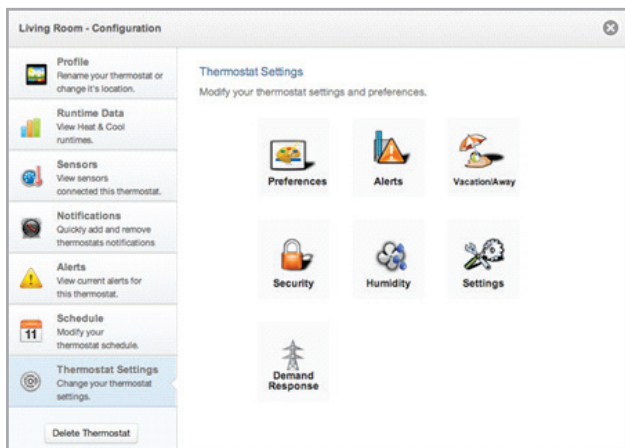 Living Room - Configuration
Profile
Rename your thermostat or
change it's location.
Runtime Data
View Heat & Cool
runtimes.
Sensors
View sensors
connected this thermostat.
Notifications
Quickly add and remove
thermostats notifications
Alerts
View current alerts for
this thermostat.
11
Schedule
Modify your
thermostat schedule.
Thermostat Settings
Change your thermostat
settings.
Delete Thermostat
Thermostat Settings
Modify your thermostat settings and preferences.
Preferences
Alerts
Vacation/Away
Security
Humidity
Settings
Demand
Response